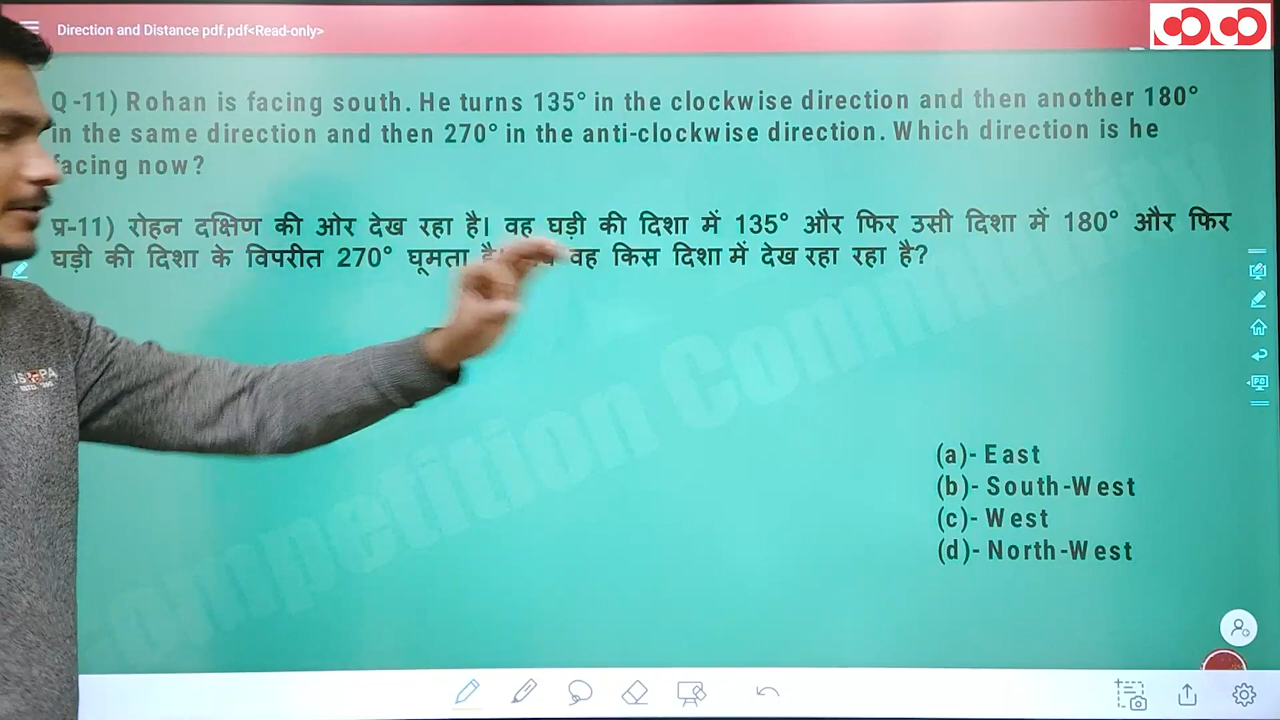 Direction and Distance pdf.pdf<Read-only>
Q-11) Rohan is facing south. He turns 135° in the clockwise direction and then another 180°
in the same direction and then 270° in the anti-clockwise direction. Which direction is he
facing now?
प्र-11) रोहन दक्षिण की ओर देख रहा है। वह घड़ी की दिशा में 135° और फिर उसी दिशा में 180° और फिर
घड़ी की दिशा के विपरीत 270° घूमता वह किस दिशा में देख रहा रहा है?
(a)- East
(b)- South-West
(c)- West
(d)- North-West
Competition Community